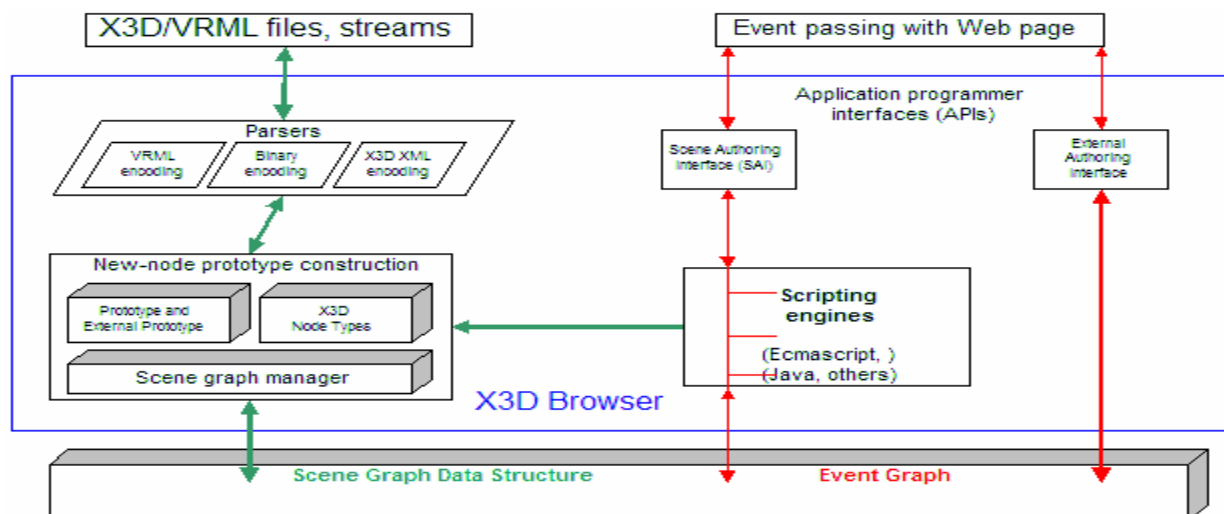 X3D/VRML files, streams
Event passing with Web page
Application programmer
interfaces (APIs)
Parsers
VRML
encoding
Binary
encoding
X3D XML
encoding
Scene Authoring
Interface (SAI)
External
Authoring
Interface
New-node prototype construction
Prototype and
External Prototype
X3D
Node Types
Scene graph manager
Scripting
engines
(Ecmascript, )
(Java, others)
X3D Browser
Scene Graph Data Structure
Event Graph